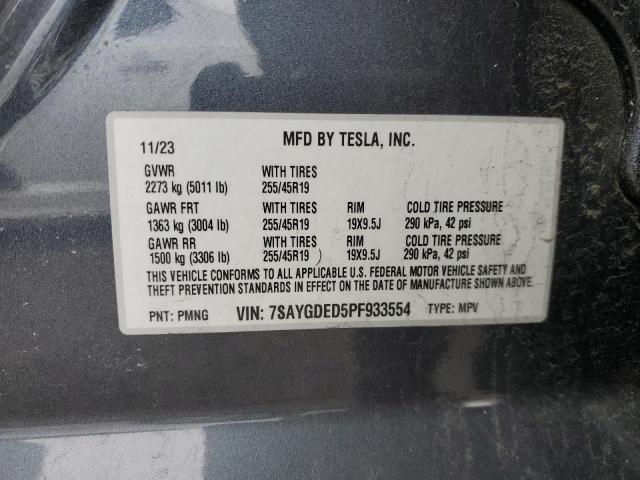 MFD BY TESLA, INC.
11/23
GVWR WITH TIRES
2273 kg (5011 lb) 255/45R19
GAWR FRT WITH TIRES RIM COLD TIRE PRESSURE
1363 kg (3004 lb) 255/45R19 19X9.5J 290 kPa, 42 psi
GAWR RR WITH TIRES RIM COLD TIRE PRESSURE
1500 kg (3306 lb) 255/45R19 19X9.5J 290 kPa, 42 psi
THIS VEHICLE CONFORMS TO ALL APPLICABLE U.S. FEDERAL MOTOR VEHICLE SAFETY AND
THEFT PREVENTION STANDARDS IN EFFECT ON THE DATE OF MANUFACTURE SHOWN ABOVE.
PNT: PMNG VIN: 7SAYGDED5PF933554 TYPE: MPV